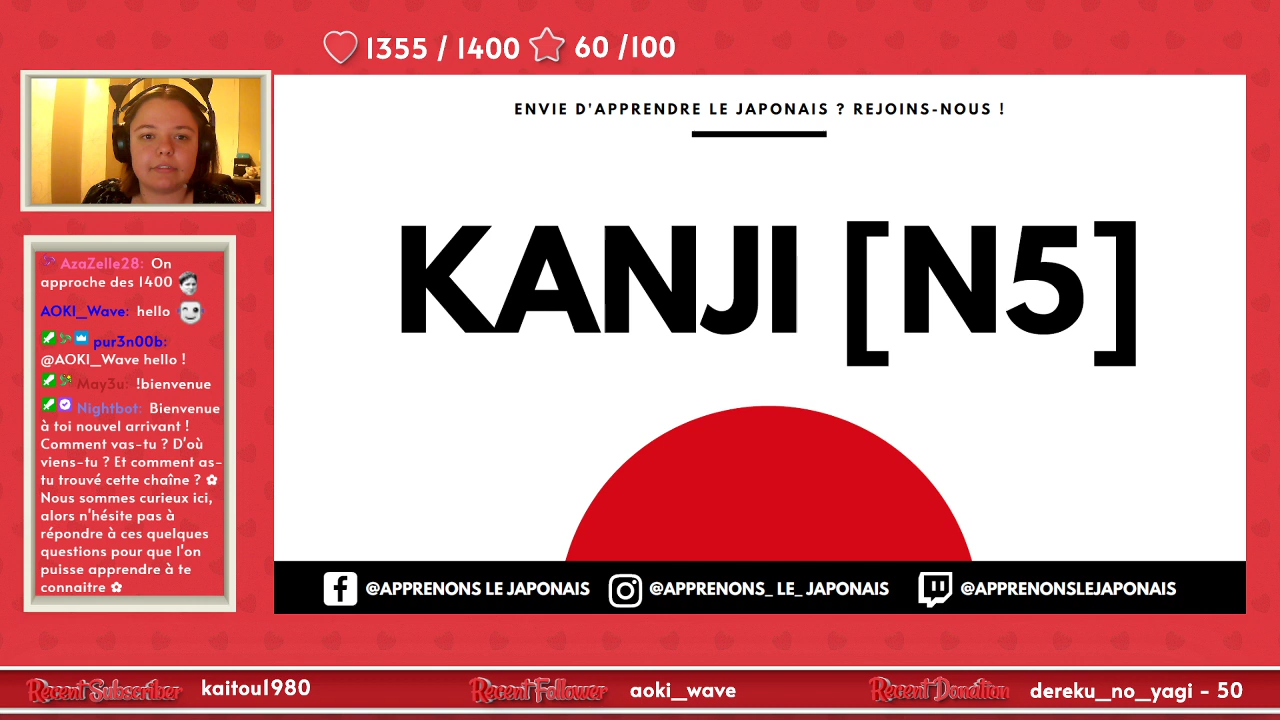 1355 / 1400 60 /100
ENVIE D'APPRENDRE LE JAPONAIS ? REJOINS-NOUS !
KANJI [N5]
AzaZelle28: On
approche des 1400
AOKI_Wave: hello
pur3n00b:
@AOKI_Wave hello !
May3u: !bienvenue
Nightbot: Bienvenue
à toi nouvel arrivant !
Comment vas-tu ? D'où
viens-tu ? Et comment as-
tu trouvé cette chaîne ? ✿
Nous sommes curieux ici,
alors n'hésite pas à
répondre à ces quelques
questions pour que l'on
puisse apprendre à te
connaitre ✿
@APPRENONS LE JAPONAIS @APPRENONS_ LE_ JAPONAIS @APPRENONSLEJAPONAIS
Recent Subscriber kaitou1980 Recent Follower aoki_wave Recent Donation dereku_no_yagi - 50